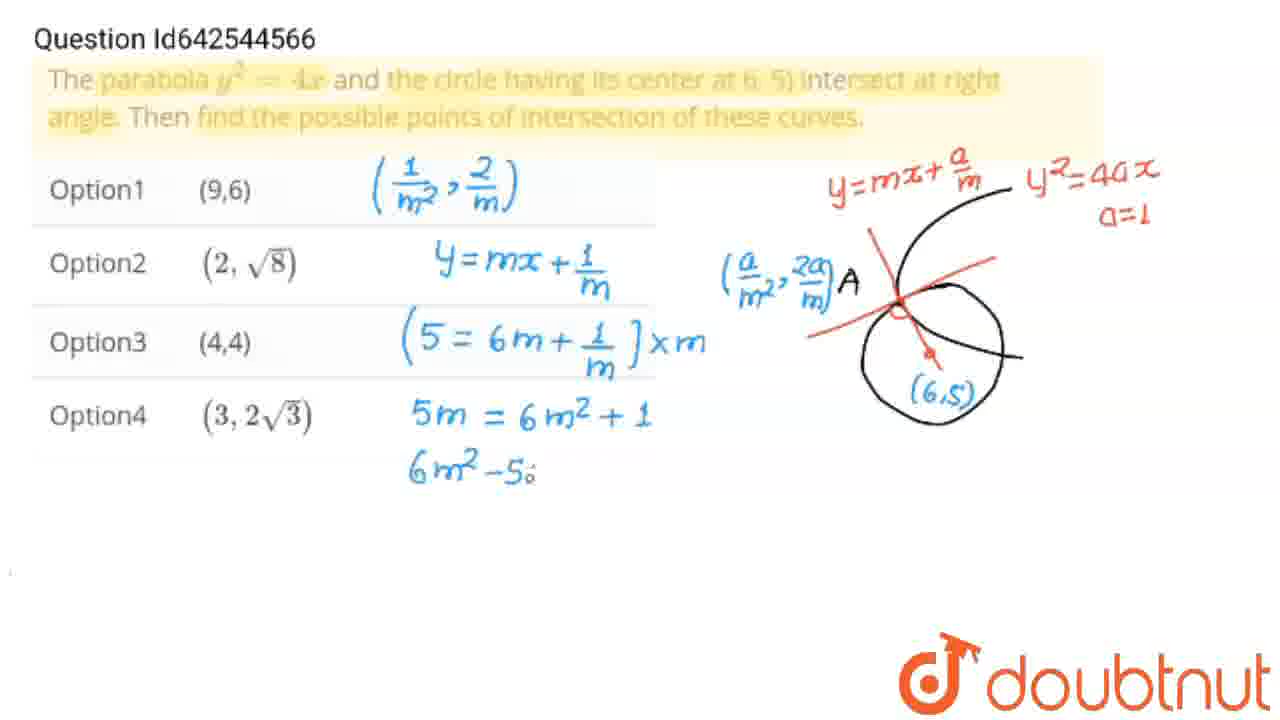 Question Id642544566
The parabola y² = 4x and the circle having its center at 6, 5) intersect at right
angle. Then find the possible points of intersection of these curves.
Option1 (9,6)
Option2 (2, √8)
Option3 (4,4)
Option4 (3, 2√3)
(1/m², 2/m)
y = mx + 1/m
(5 = 6m + 1/m] × m
5m = 6m² + 1
6m² - 5
y = mx + a/m
y² = 4ax
a = 1
(a/m², 2a/m) A
(6,5)
doubtnut